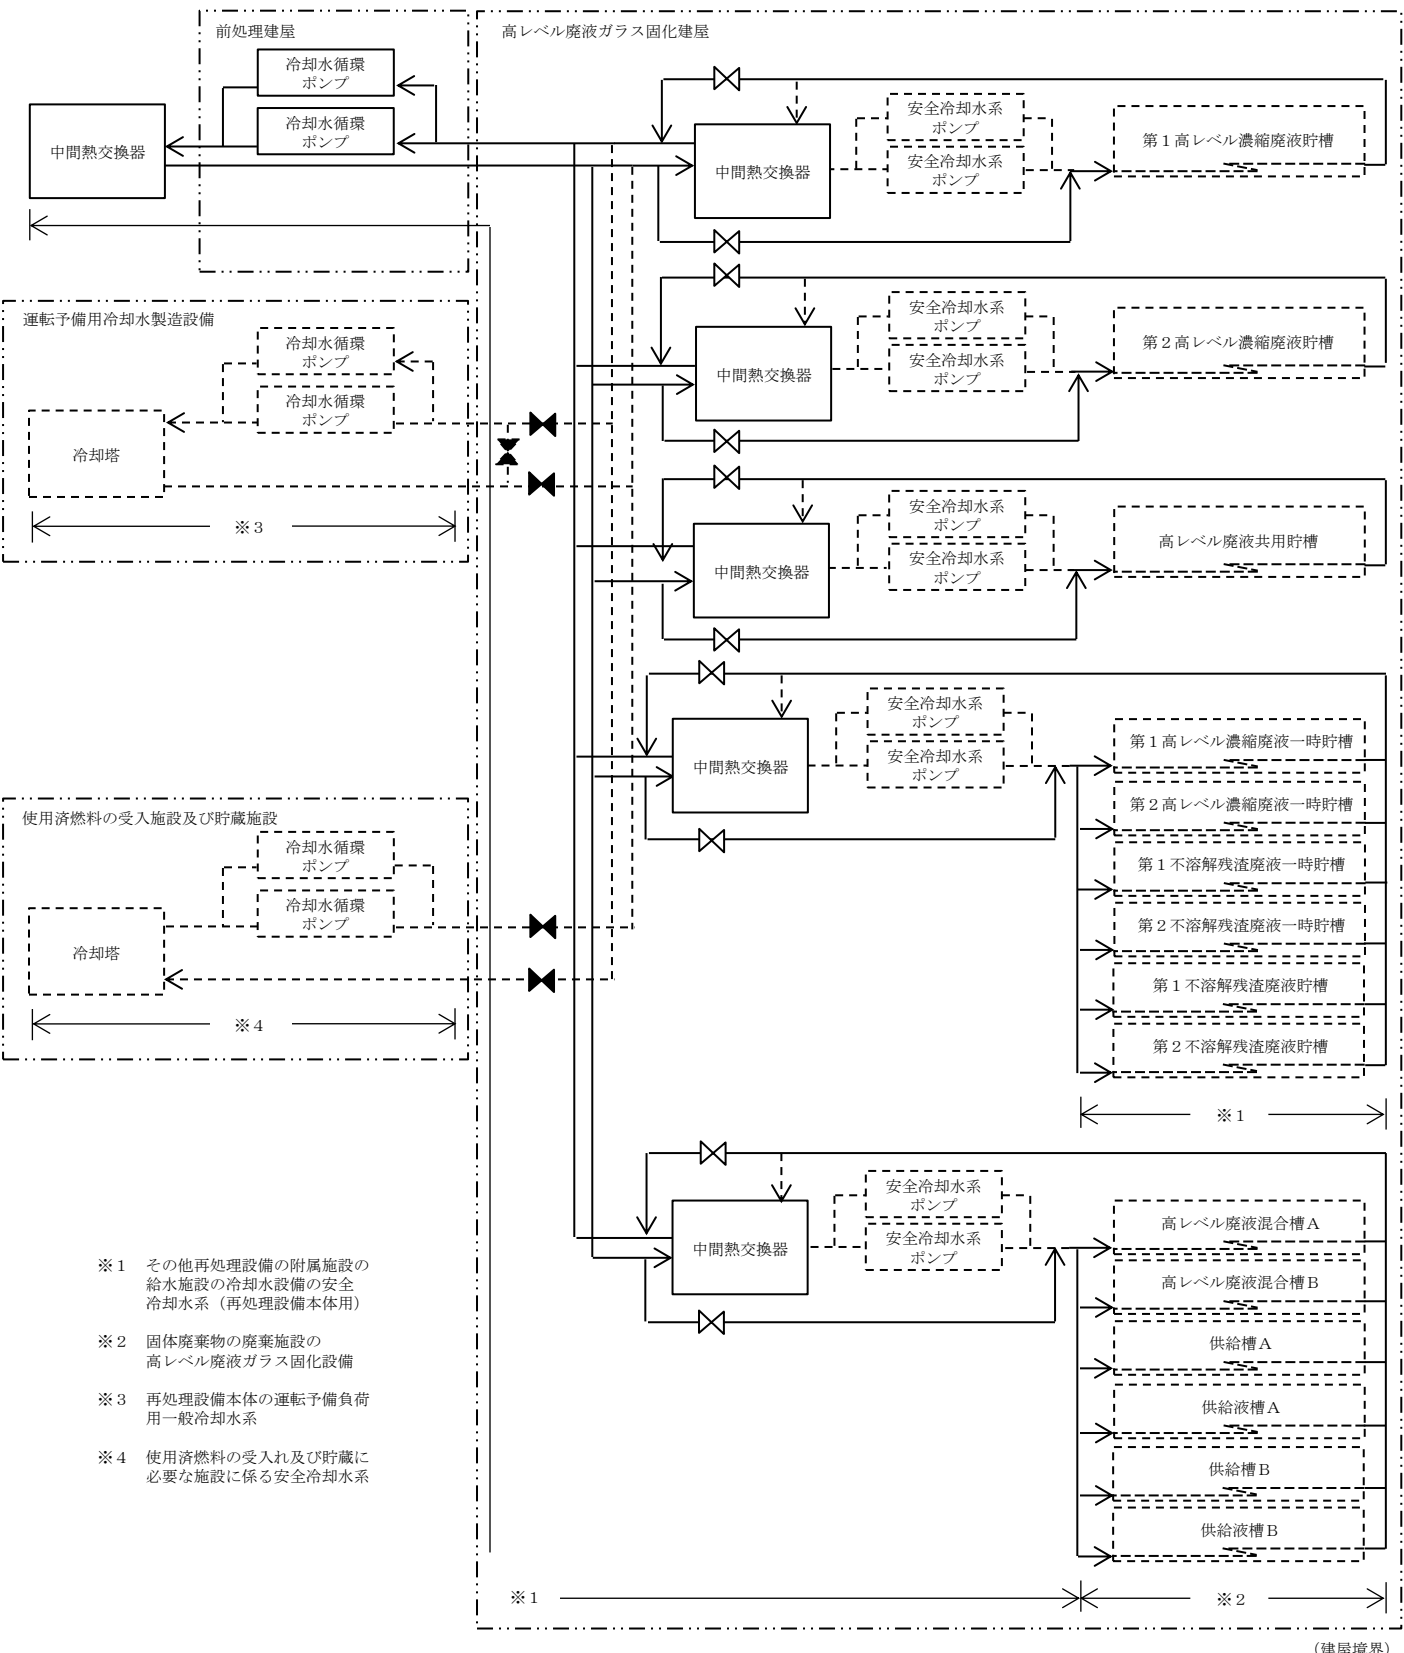 前処理建屋
高レベル廃液ガラス固化建屋
冷却水循環
ポンプ
冷却水循環
ポンプ
中間熱交換器
中間熱交換器
安全冷却水系
ポンプ
安全冷却水系
ポンプ
第1高レベル濃縮廃液貯槽
中間熱交換器
安全冷却水系
ポンプ
安全冷却水系
ポンプ
第2高レベル濃縮廃液貯槽
運転予備用冷却水製造設備
冷却水循環
ポンプ
冷却水循環
ポンプ
冷却塔
※3
中間熱交換器
安全冷却水系
ポンプ
安全冷却水系
ポンプ
高レベル廃液共用貯槽
中間熱交換器
安全冷却水系
ポンプ
安全冷却水系
ポンプ
第1高レベル濃縮廃液一時貯槽
第2高レベル濃縮廃液一時貯槽
第1不溶解残渣廃液一時貯槽
第2不溶解残渣廃液一時貯槽
第1不溶解残渣廃液貯槽
第2不溶解残渣廃液貯槽
※1
使用済燃料の受入施設及び貯蔵施設
冷却水循環
ポンプ
冷却水循環
ポンプ
冷却塔
※4
中間熱交換器
安全冷却水系
ポンプ
安全冷却水系
ポンプ
高レベル廃液混合槽A
高レベル廃液混合槽B
供給槽A
供給液槽A
供給槽B
供給液槽B
※1
※2
※1 その他再処理設備の附属施設の
給水施設の冷却水設備の安全
冷却水系(再処理設備本体用)
※2 固体廃棄物の廃棄施設の
高レベル廃液ガラス固化設備
※3 再処理設備本体の運転予備負荷
用一般冷却水系
※4 使用済燃料の受入れ及び貯蔵に
必要な施設に係る安全冷却水系
(建屋境界)